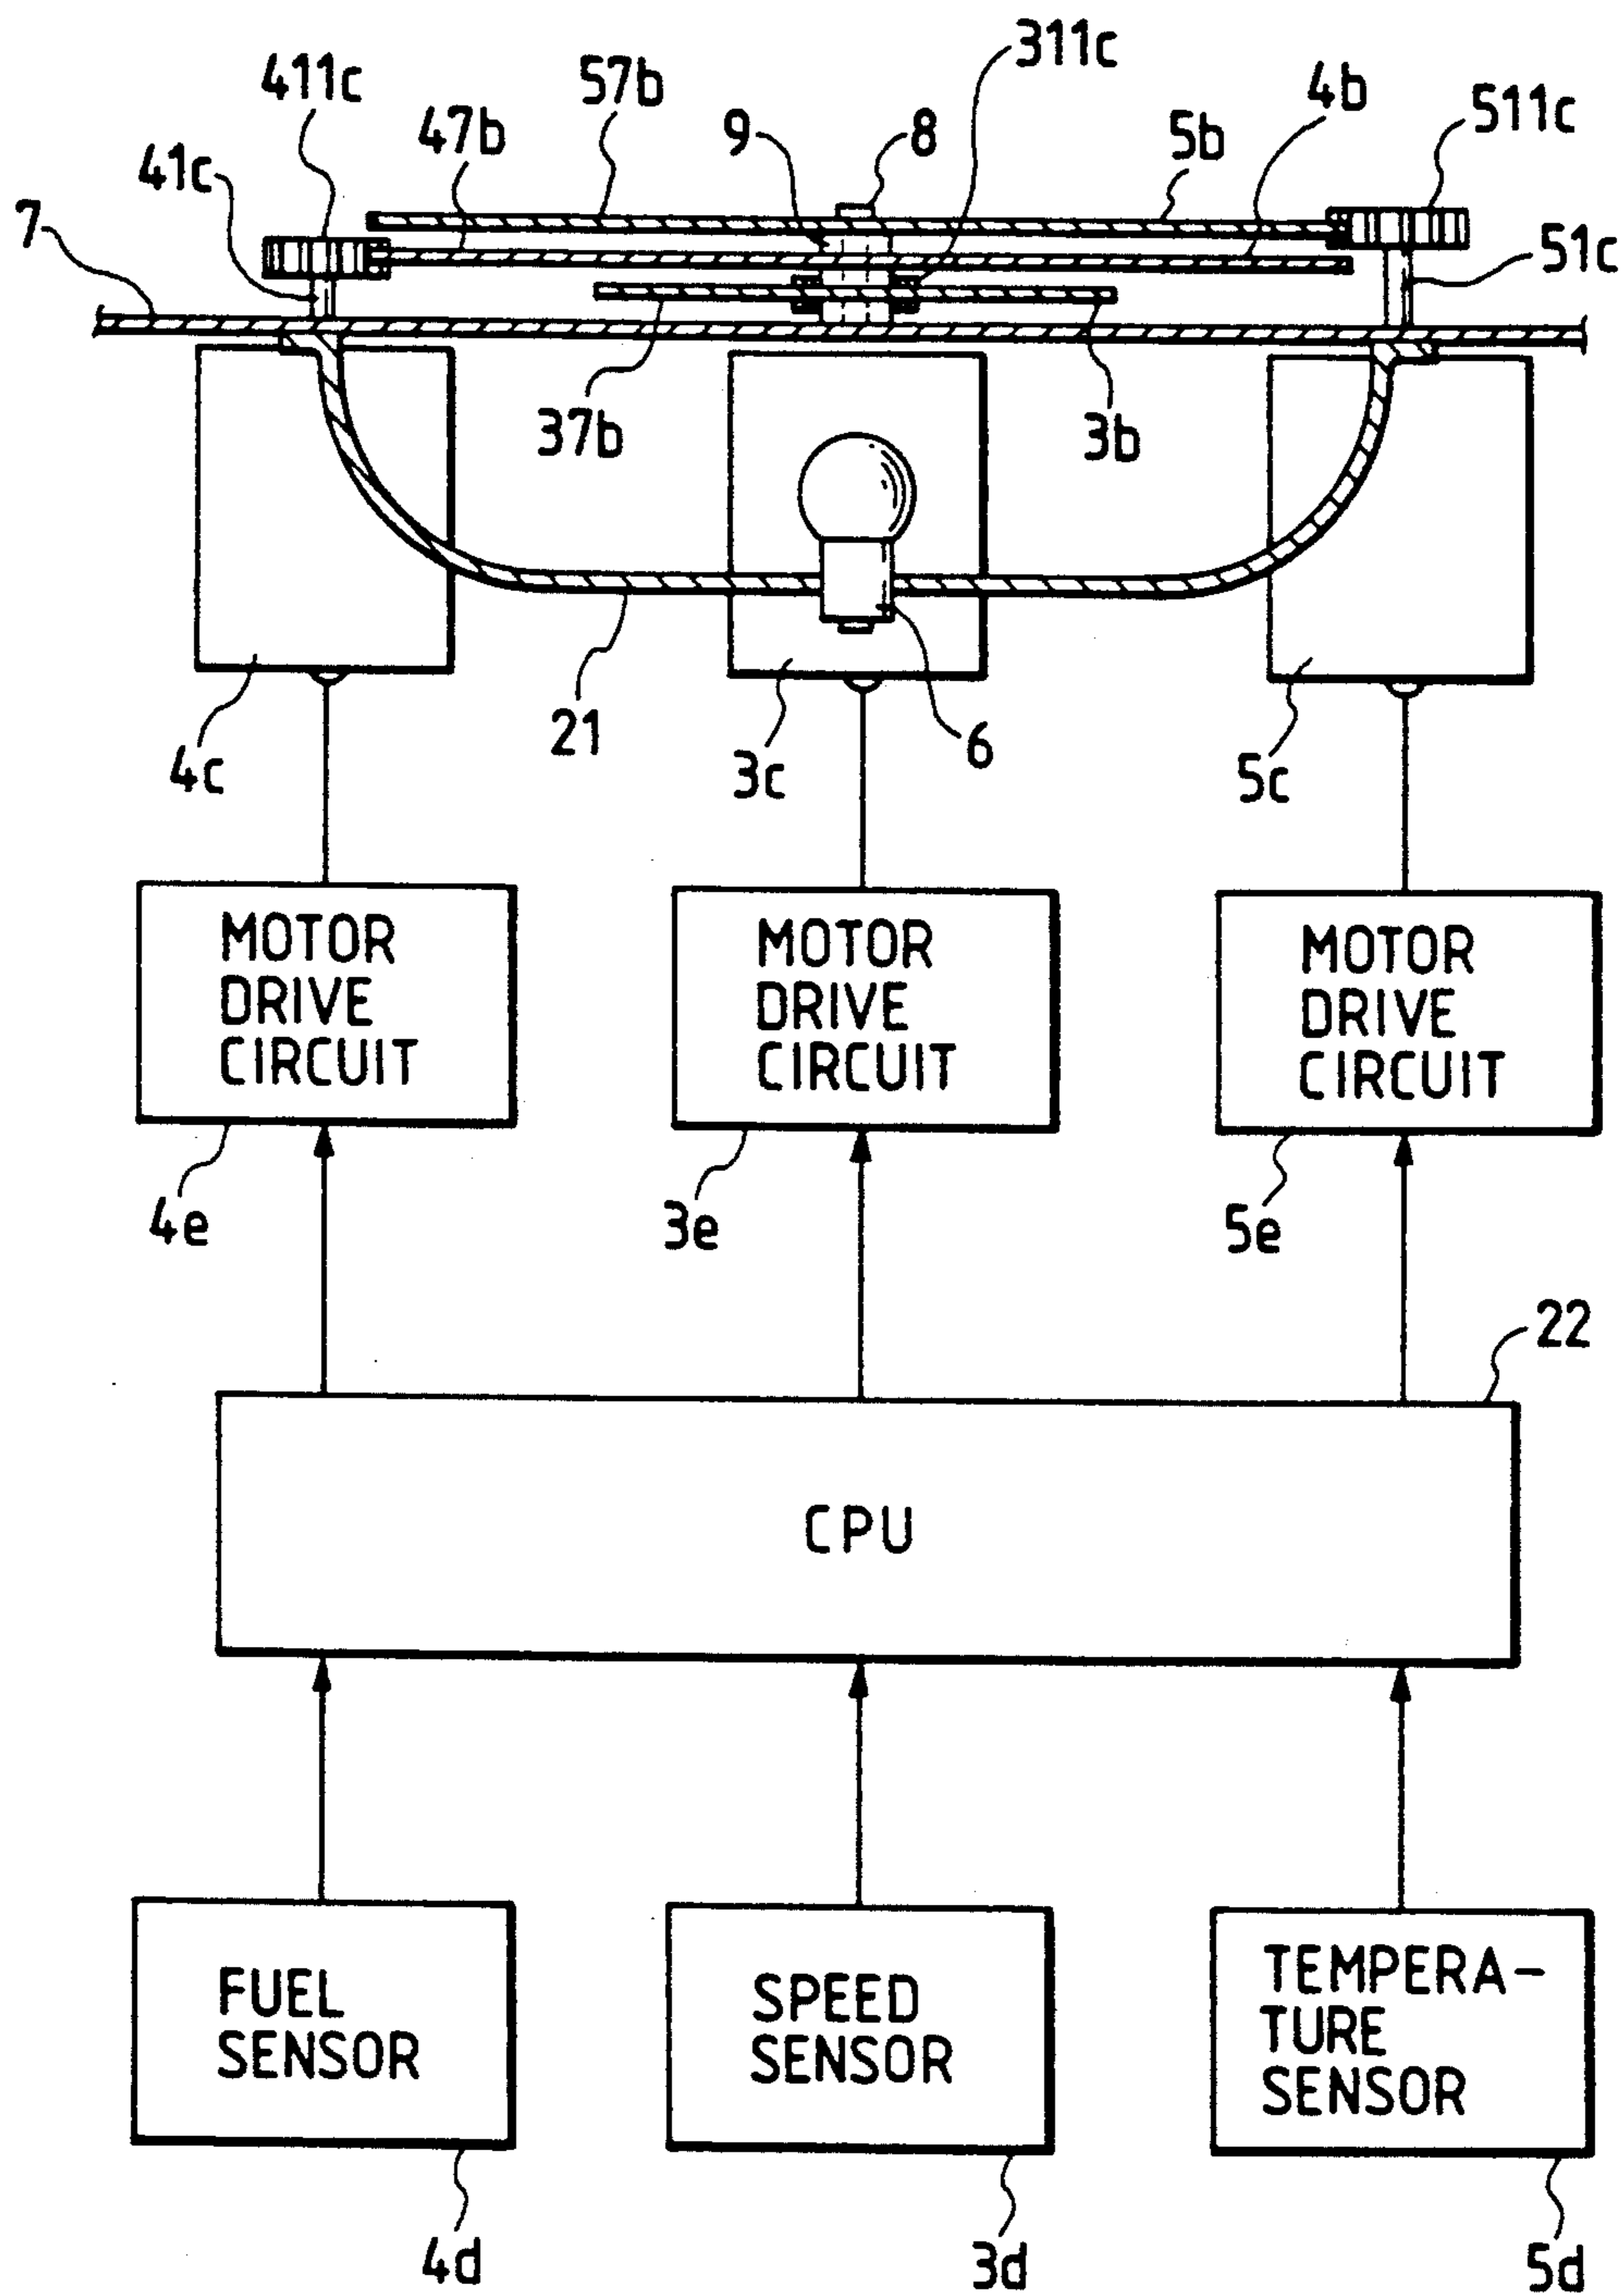 311c
411c
57b
4b
47b
9
8
5b
511c
41c
7
51c
37b
3b
4c
21
3c
6
5c
MOTOR
DRIVE
CIRCUIT
MOTOR
DRIVE
CIRCUIT
MOTOR
DRIVE
CIRCUIT
4e
3e
5e
22
CPU
FUEL
SENSOR
SPEED
SENSOR
TEMPERA-
TURE
SENSOR
4d
3d
5d